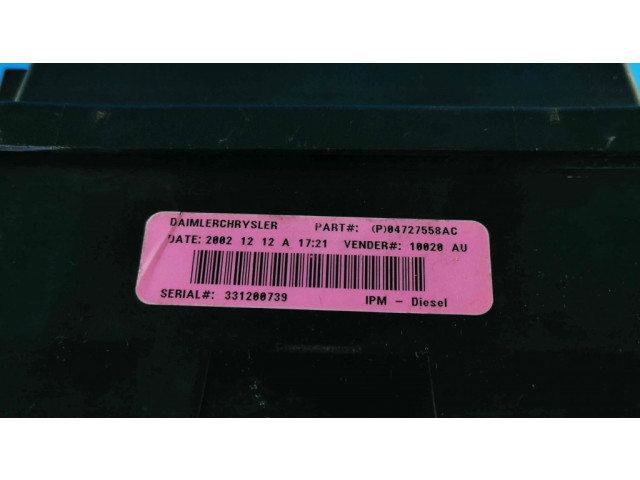 DAIMLERCHRYSLER PART#: (P)04727558AC
DATE: 2002 12 12 A 17:21 VENDER#: 10020 AU
SERIAL#: 331200739 IPM - Diesel